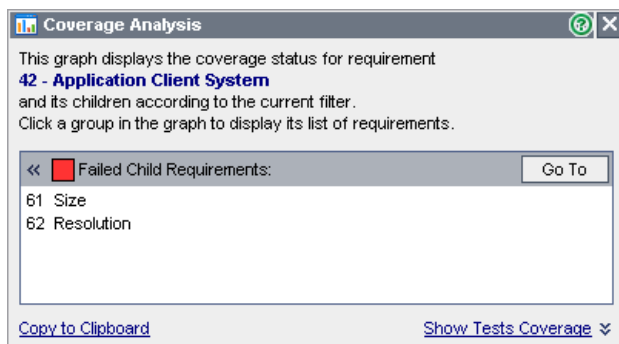 Coverage Analysis
This graph displays the coverage status for requirement
42 - Application Client System
and its children according to the current filter.
Click a group in the graph to display its list of requirements.
« Failed Child Requirements: Go To
61 Size
62 Resolution
Copy to Clipboard Show Tests Coverage